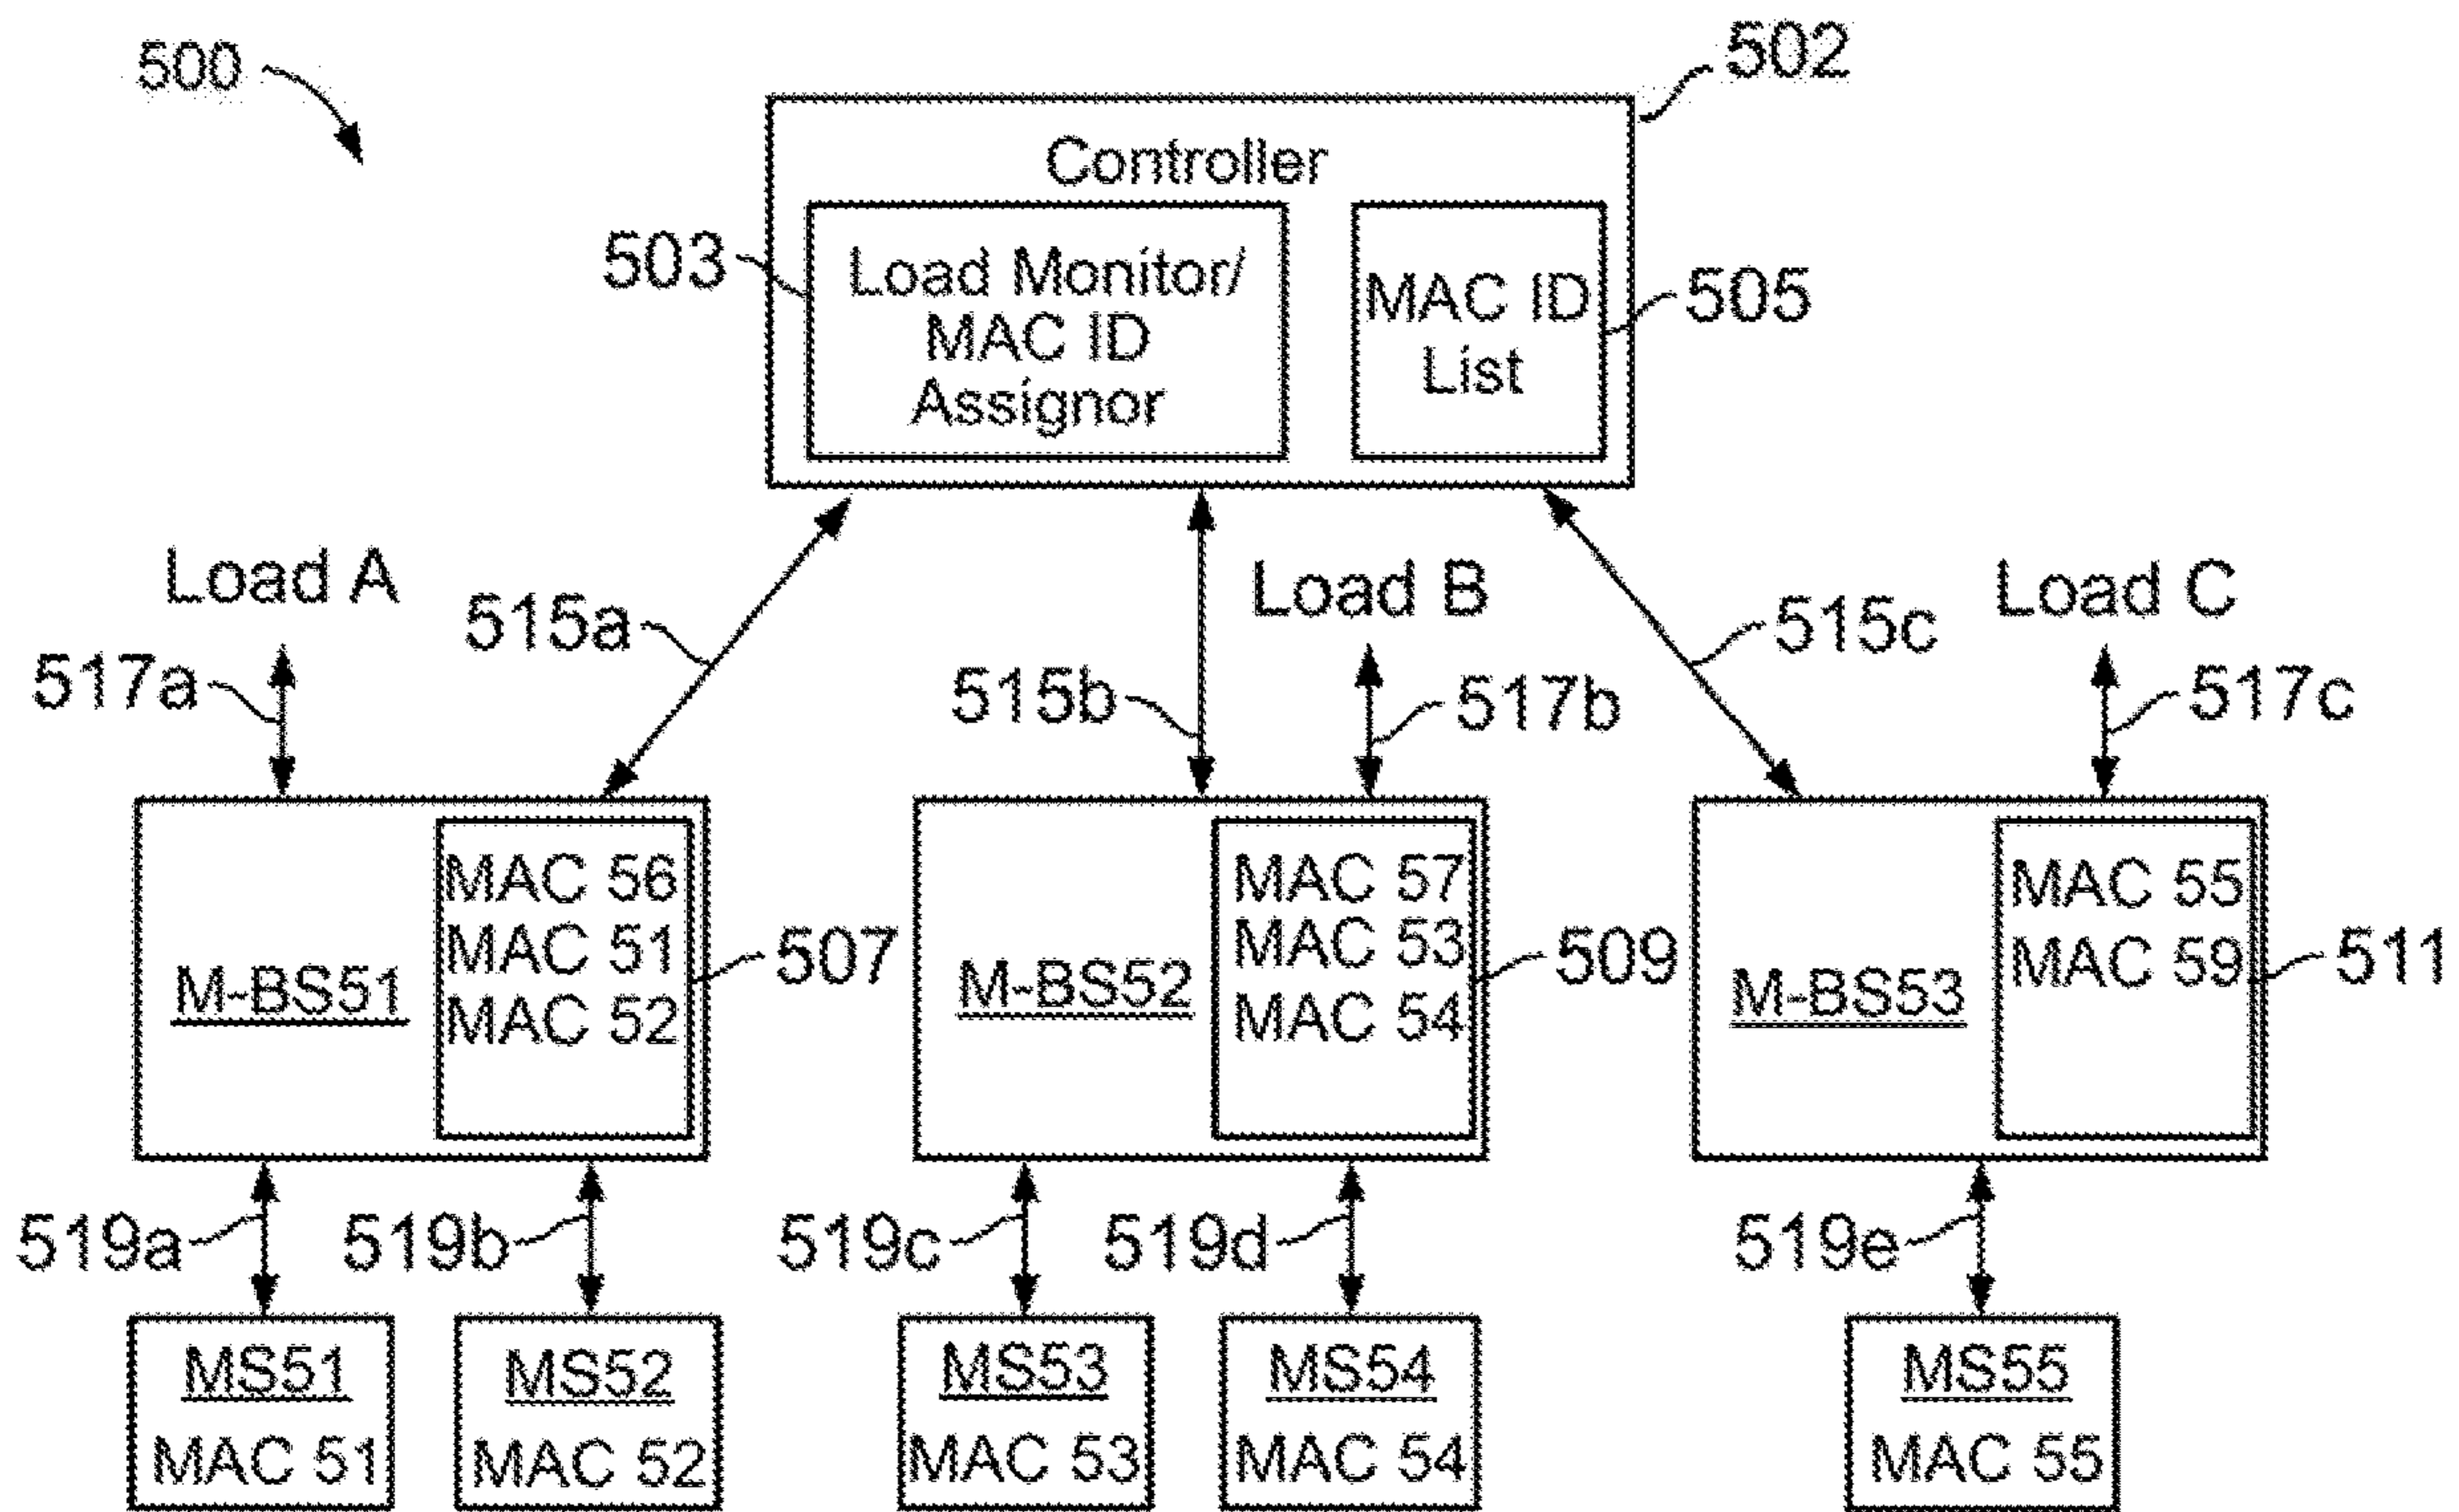 500
502
Controller
503
Load Monitor/
MAC ID
Assignor
MAC ID
List
505
Load A
515a
Load B
515c
Load C
517a
515b
517b
517c
M-BS51
MAC 56
MAC 51
MAC 52
507
M-BS52
MAC 57
MAC 53
MAC 54
509
M-BS53
MAC 55
MAC 59
511
519a
519b
519c
519d
519e
MS51
MAC 51
MS52
MAC 52
MS53
MAC 53
MS54
MAC 54
MS55
MAC 55